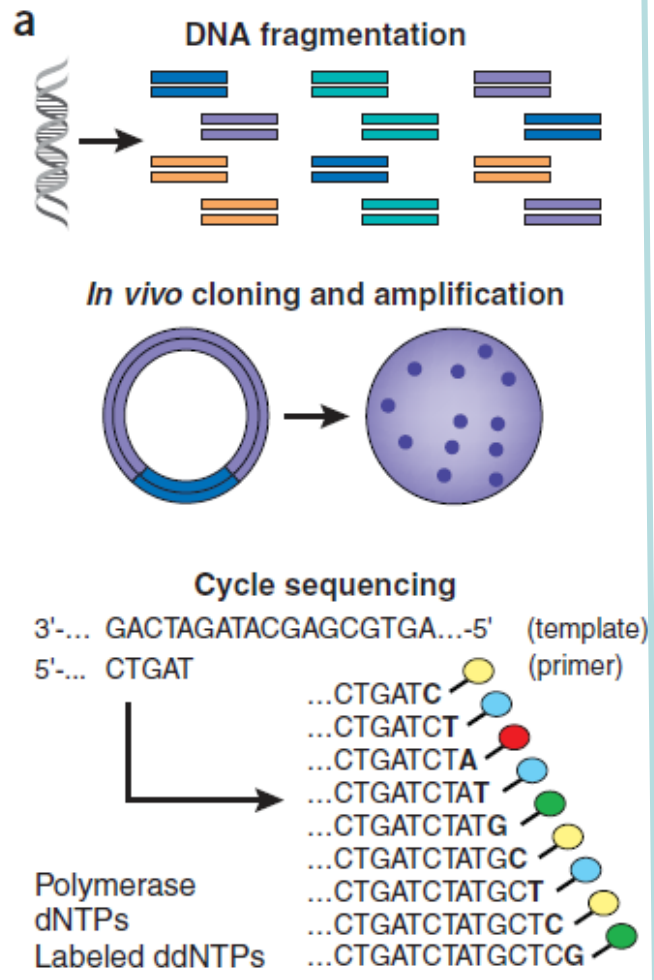 a
DNA fragmentation
In vivo cloning and amplification
Cycle sequencing
3'-... GACTAGATACGAGCGTGA...-5' (template)
5'-... CTGAT (primer)
...CTGATC
...CTGATCT
...CTGATCTA
...CTGATCTAT
...CTGATCTATG
...CTGATCTATGC
...CTGATCTATGCT
...CTGATCTATGCTC
...CTGATCTATGCTCG
Polymerase
dNTPs
Labeled ddNTPs